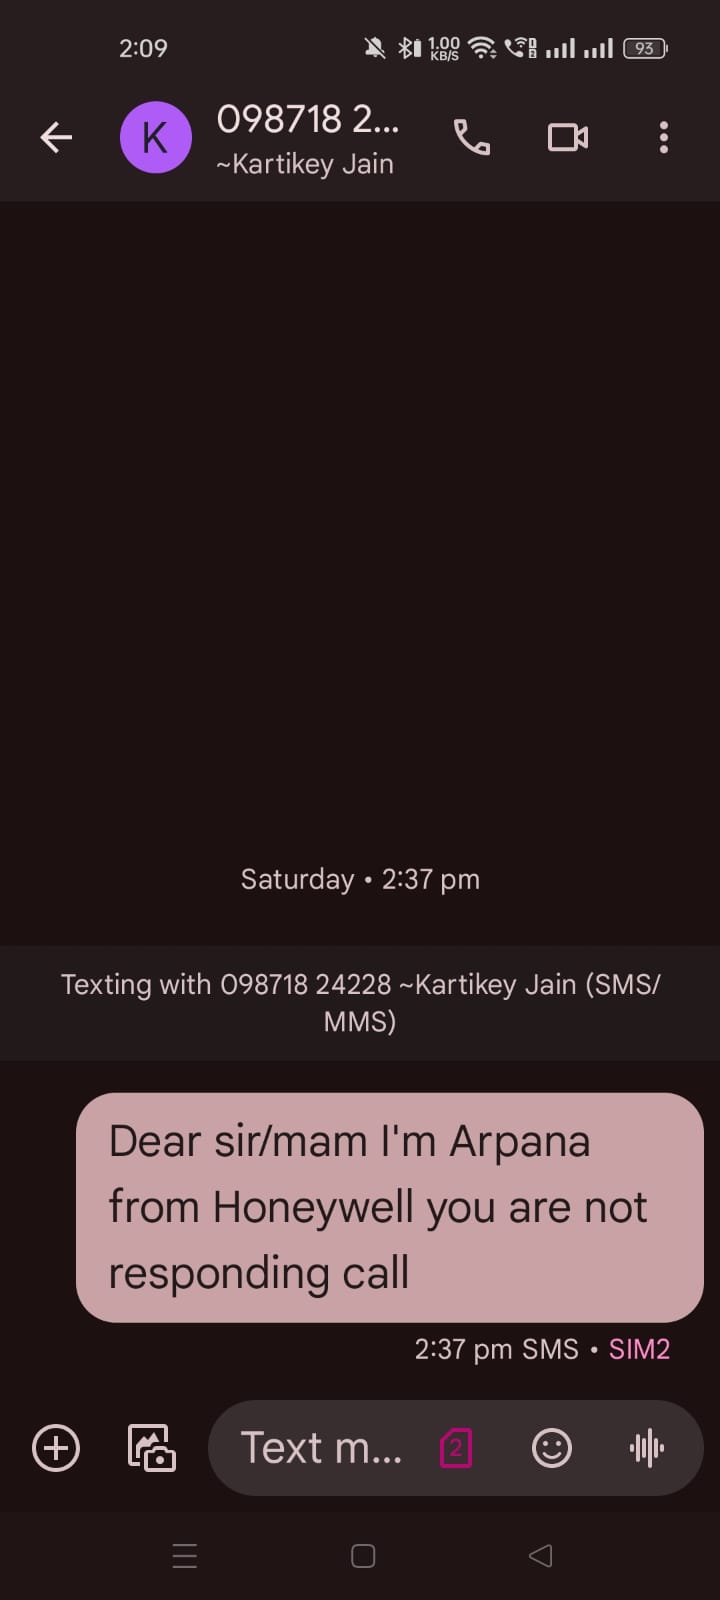 2:09 1.00 KB/S 93
K 098718 2...
~Kartikey Jain
Saturday • 2:37 pm
Texting with 098718 24228 ~Kartikey Jain (SMS/
MMS)
Dear sir/mam I'm Arpana
from Honeywell you are not
responding call
2:37 pm SMS • SIM2
Text m... 2